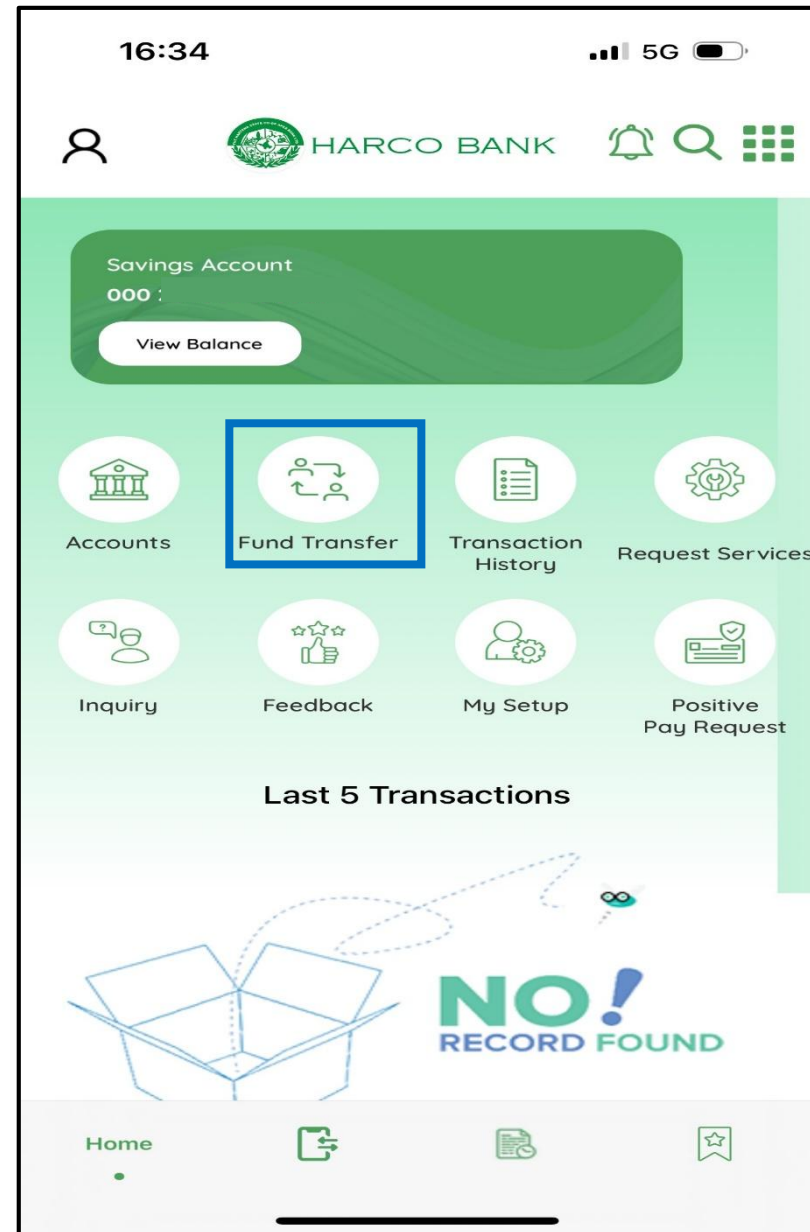 16:34 5G
HARCO BANK
Savings Account
000
View Balance
Accounts
Fund Transfer
Transaction
History
Request Services
Inquiry
Feedback
My Setup
Positive
Pay Request
Last 5 Transactions
NO!
RECORD FOUND
Home